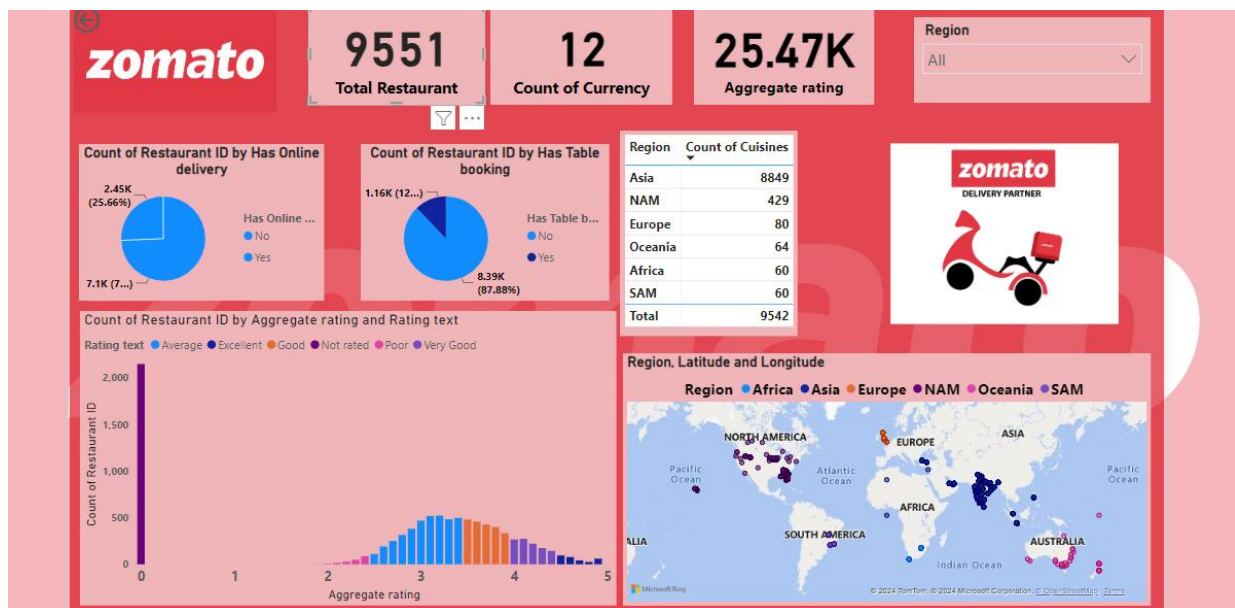 zomato
9551
Total Restaurant
12
Count of Currency
25.47K
Aggregate rating
Region
All
Count of Restaurant ID by Has Online
delivery
2.45K
(25.66%)
7.1K (7...)
Has Online ...
No
Yes
Count of Restaurant ID by Has Table
booking
1.16K (12...)
8.39K
(87.88%)
Has Table b...
No
Yes
Region Count of Cuisines
Asia 8849
NAM 429
Europe 80
Oceania 64
Africa 60
SAM 60
Total 9542
zomato
DELIVERY PARTNER
Count of Restaurant ID by Aggregate rating and Rating text
Rating text Average Excellent Good Not rated Poor Very Good
Count of Restaurant ID
2,000
1,500
1,000
500
0
0 1 2 3 4 5
Aggregate rating
Region, Latitude and Longitude
Region Africa Asia Europe NAM Oceania SAM
NORTH AMERICA
EUROPE
ASIA
Pacific
Ocean
Atlantic
Ocean
Pacific
Ocean
AFRICA
SOUTH AMERICA
ALIA
AUSTRALIA
Indian Ocean
Microsoft Bing
© 2024 TomTom, © 2024 Microsoft Corporation, © OpenStreetMap Terms